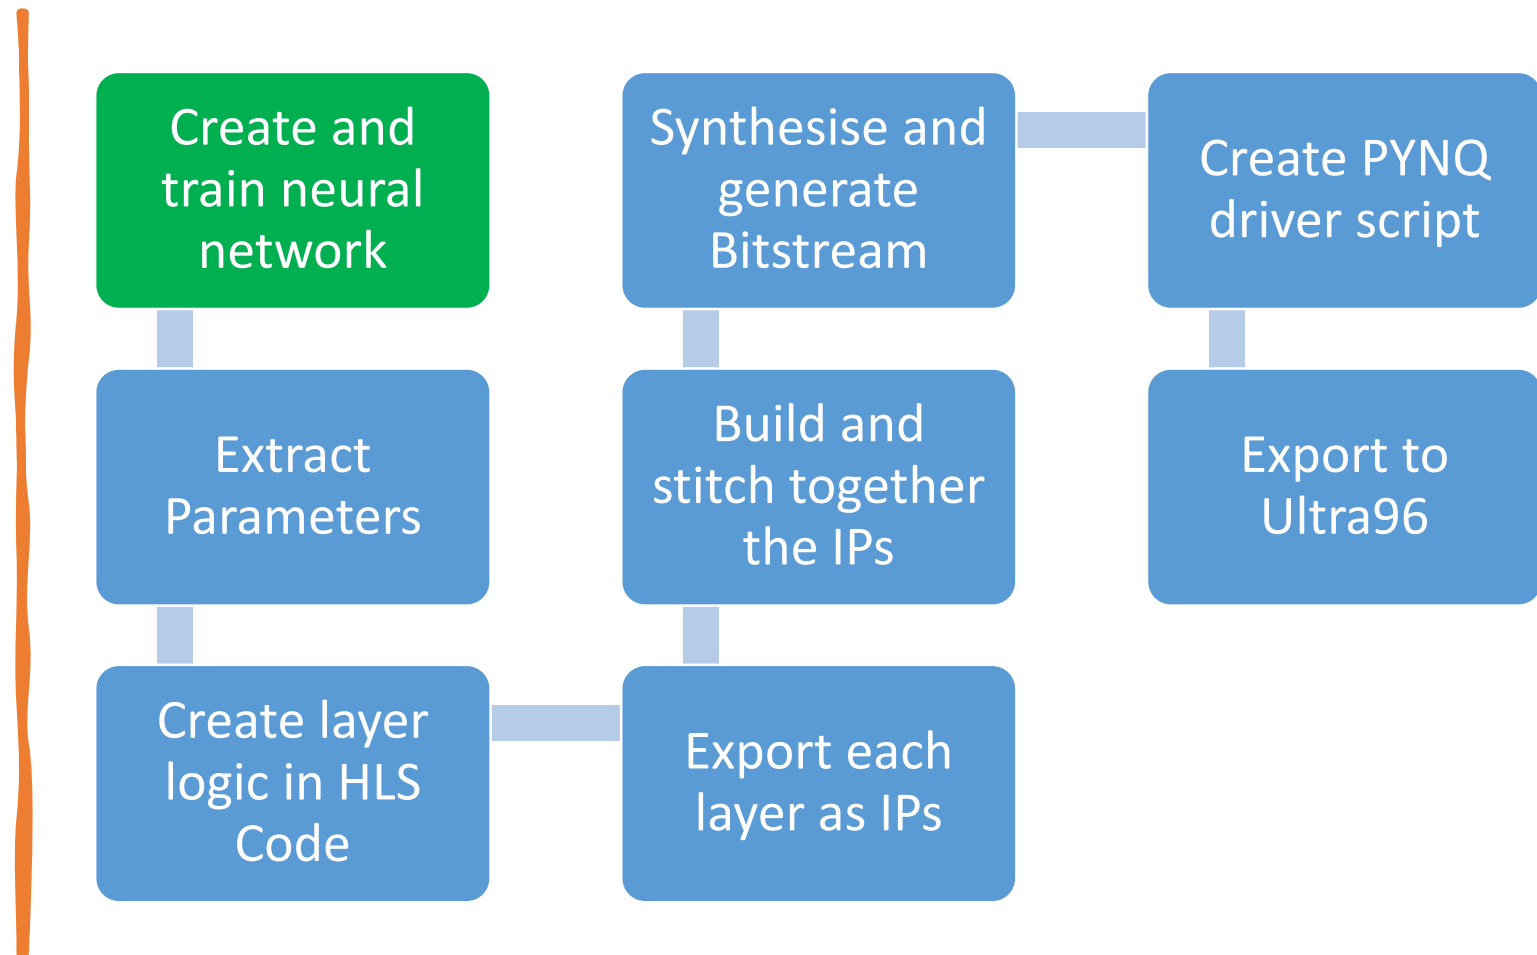 Create and
train neural
network
Extract
Parameters
Create layer
logic in HLS
Code
Export each
layer as IPs
Build and
stitch together
the IPs
Synthesise and
generate
Bitstream
Create PYNQ
driver script
Export to
Ultra96